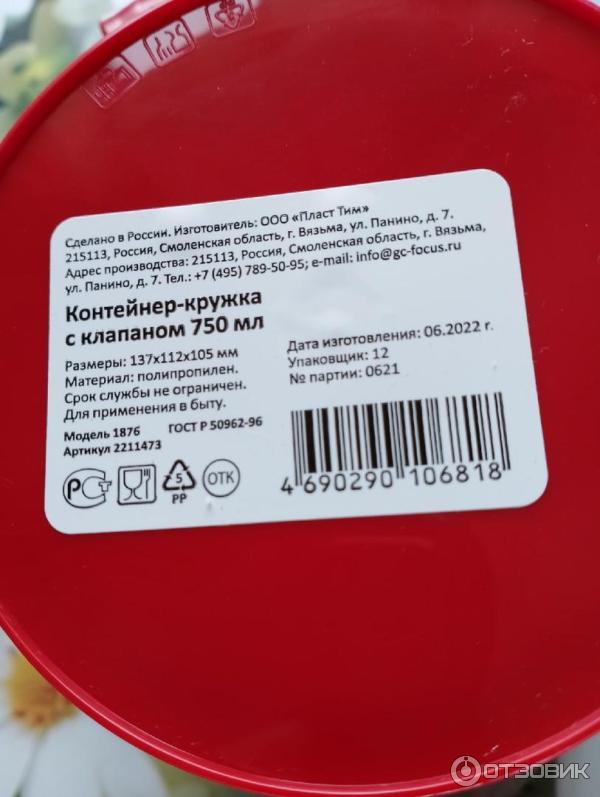 Сделано в России. Изготовитель: ООО «Пласт Тим»
215113, Россия, Смоленская область, г. Вязьма, ул. Панино, д. 7.
Адрес производства: 215113, Россия, Смоленская область, г. Вязьма,
ул. Панино, д. 7. Тел.: +7 (495) 789-50-95; e-mail: info@gc-focus.ru
Контейнер-кружка
с клапаном 750 мл
Размеры: 137х112х105 мм
Материал: полипропилен.
Срок службы не ограничен.
Для применения в быту.
Модель 1876 ГОСТ Р 50962-96
Артикул 2211473
Дата изготовления: 06.2022 г.
Упаковщик: 12
№ партии: 0621
РСТ
5
PP
ОТК
4 690290 106818
ОТЗОВИК